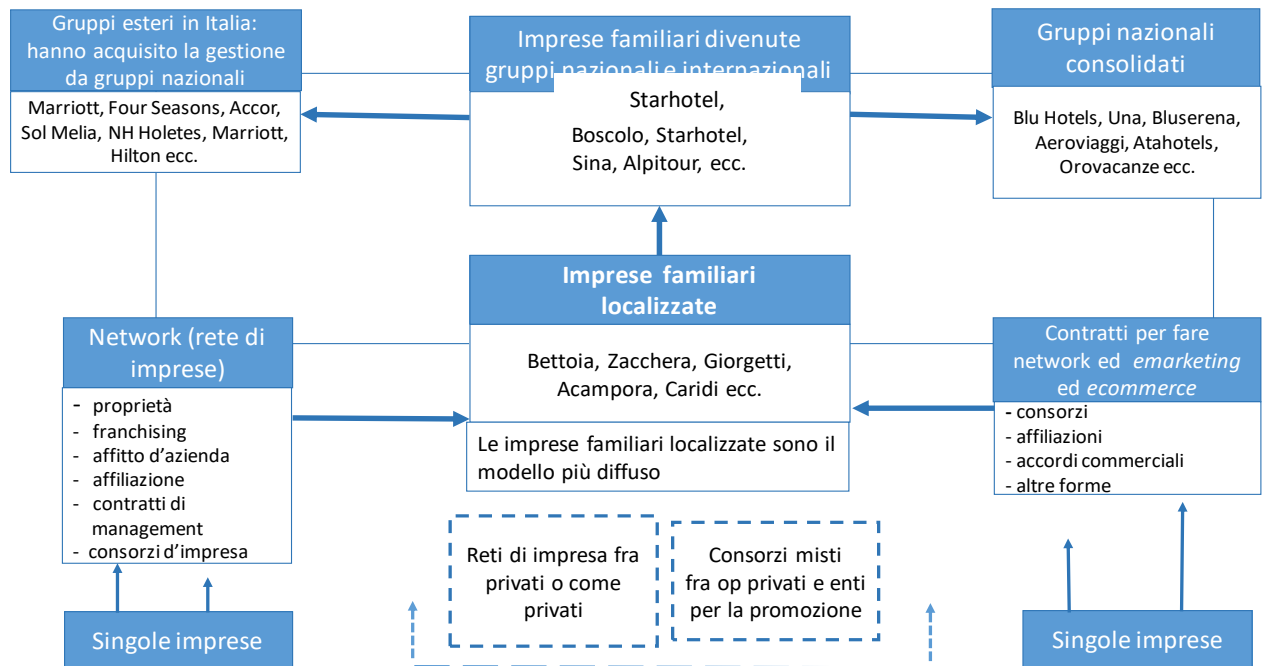 Gruppi esteri in Italia:
hanno acquisito la gestione
da gruppi nazionali
Marriott, Four Seasons, Accor,
Sol Melia, NH Holetes, Marriott,
Hilton ecc.
Imprese familiari divenute
gruppi nazionali e internazionali
Starhotel,
Boscolo, Starhotel,
Sina, Alpitour, ecc.
Gruppi nazionali
consolidati
Blu Hotels, Una, Bluserena,
Aeroviaggi, Atahotels,
Orovacanze ecc.
Imprese familiari
localizzate
Bettoia, Zacchera, Giorgetti,
Acampora, Caridi ecc.
Le imprese familiari localizzate sono il
modello più diffuso
Network (rete di
imprese)
- proprietà
- franchising
- affitto d'azienda
- affiliazione
- contratti di
management
- consorzi d'impresa
Contratti per fare
network ed emarketing
ed ecommerce
- consorzi
- affiliazioni
- accordi commerciali
- altre forme
Reti di impresa fra
privati o come
privati
Consorzi misti
fra op privati e enti
per la promozione
Singole imprese
Singole imprese